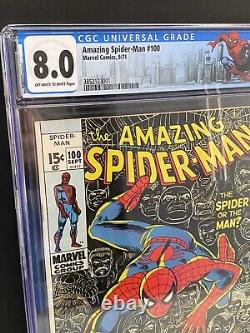 CGC UNIVERSAL GRADE
8.0
OFF-WHITE TO WHITE Pages
Amazing Spider-Man #100
Marvel Comics, 9/71
SPIDER-MAN
15¢
100
SEPT
MARVEL COMICS GROUP
the AMAZING
SPIDER-MAN
THE SPIDER OR THE MAN?